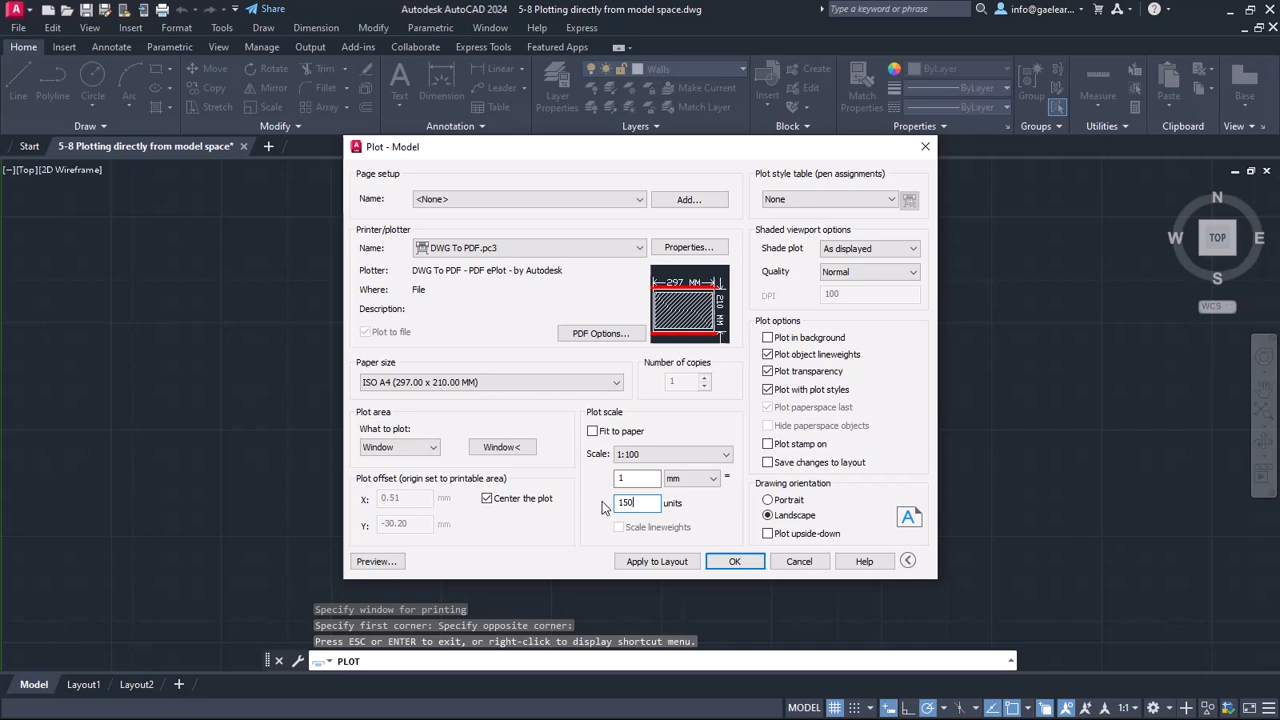 Share
Autodesk AutoCAD 2024
5-8 Plotting directly from model space.dwg
Type a keyword or phrase
info@gaelear...
File Edit View Insert Format Tools Draw Dimension Modify Parametric Window Help Express
Home Insert Annotate Parametric View Manage Output Add-ins Collaborate Express Tools Featured Apps
Line Polyline Circle Arc
Move Rotate Trim
Copy Mirror Fillet
Stretch Scale Array
Text Dimension
Linear
Leader
Table
Layer Properties
Walls
Make Current
Match Layer
Insert
Create
Edit
Match Properties
ByLayer
ByLayer
ByLayer
Group
Measure
Paste
Base
Draw Modify Annotation Layers Block Properties Groups Utilities Clipboard View
Start 5-8 Plotting directly from model space*
[−][Top][2D Wireframe]
Plot - Model
Page setup
Name: <None> Add...
Printer/plotter
Name: DWG To PDF.pc3 Properties...
Plotter: DWG To PDF - PDF ePlot - by Autodesk
Where: File
Description:
Plot to file
PDF Options...
297 MM
210 MM
Paper size
ISO A4 (297.00 x 210.00 MM)
Number of copies
1
Plot area
What to plot:
Window Window<
Plot offset (origin set to printable area)
X: 0.51 mm Center the plot
Y: -30.20 mm
Plot scale
Fit to paper
Scale: 1:100
1 mm =
150 units
Scale lineweights
Plot style table (pen assignments)
None
Shaded viewport options
Shade plot As displayed
Quality Normal
DPI 100
Plot options
Plot in background
Plot object lineweights
Plot transparency
Plot with plot styles
Plot paperspace last
Hide paperspace objects
Plot stamp on
Save changes to layout
Drawing orientation
Portrait
Landscape
Plot upside-down
A
Preview... Apply to Layout OK Cancel Help
N
W TOP E
S
WCS
Specify window for printing
Specify first corner: Specify opposite corner:
Press ESC or ENTER to exit, or right-click to display shortcut menu.
PLOT
Model Layout1 Layout2
MODEL 1:1